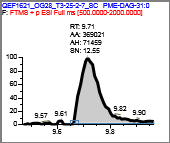 QEF1621_OG28_T3-25-2-7_SC PME-DAG-31:0
F: FTMS + p ESI Full ms [500.0000-2000.0000]
RT: 9.71
AA: 369021
AH: 71459
SN: 12.55
100
80
60
40
20
0
9.57
9.61
9.82
9.90
9.6
9.8